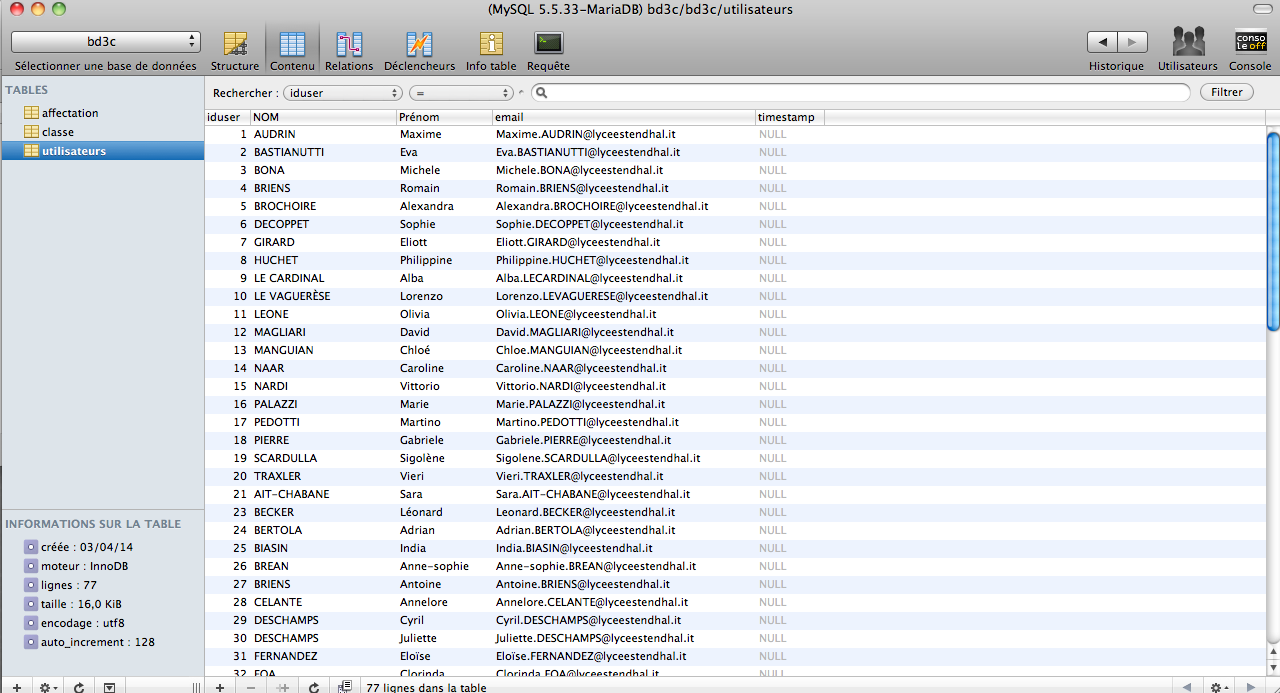 (MySQL 5.5.33-MariaDB) bd3c/bd3c/utilisateurs
bd3c
Sélectionner une base de données
Structure Contenu Relations Déclencheurs Info table Requête Historique Utilisateurs Console
conso
le off
TABLES
affectation
classe
utilisateurs
Rechercher : iduser = Filtrer
iduser NOM Prénom email timestamp
1 AUDRIN Maxime Maxime.AUDRIN@lyceestendhal.it NULL
2 BASTIANUTTI Eva Eva.BASTIANUTTI@lyceestendhal.it NULL
3 BONA Michele Michele.BONA@lyceestendhal.it NULL
4 BRIENS Romain Romain.BRIENS@lyceestendhal.it NULL
5 BROCHOIRE Alexandra Alexandra.BROCHOIRE@lyceestendhal.it NULL
6 DECOPPET Sophie Sophie.DECOPPET@lyceestendhal.it NULL
7 GIRARD Eliott Eliott.GIRARD@lyceestendhal.it NULL
8 HUCHET Philippine Philippine.HUCHET@lyceestendhal.it NULL
9 LE CARDINAL Alba Alba.LECARDINAL@lyceestendhal.it NULL
10 LE VAGUERÈSE Lorenzo Lorenzo.LEVAGUERESE@lyceestendhal.it NULL
11 LEONE Olivia Olivia.LEONE@lyceestendhal.it NULL
12 MAGLIARI David David.MAGLIARI@lyceestendhal.it NULL
13 MANGUIAN Chloé Chloe.MANGUIAN@lyceestendhal.it NULL
14 NAAR Caroline Caroline.NAAR@lyceestendhal.it NULL
15 NARDI Vittorio Vittorio.NARDI@lyceestendhal.it NULL
16 PALAZZI Marie Marie.PALAZZI@lyceestendhal.it NULL
17 PEDOTTI Martino Martino.PEDOTTI@lyceestendhal.it NULL
18 PIERRE Gabriele Gabriele.PIERRE@lyceestendhal.it NULL
19 SCARDULLA Sigolène Sigolene.SCARDULLA@lyceestendhal.it NULL
20 TRAXLER Vieri Vieri.TRAXLER@lyceestendhal.it NULL
21 AIT-CHABANE Sara Sara.AIT-CHABANE@lyceestendhal.it NULL
23 BECKER Léonard Leonard.BECKER@lyceestendhal.it NULL
24 BERTOLA Adrian Adrian.BERTOLA@lyceestendhal.it NULL
25 BIASIN India India.BIASIN@lyceestendhal.it NULL
26 BREAN Anne-sophie Anne-sophie.BREAN@lyceestendhal.it NULL
27 BRIENS Antoine Antoine.BRIENS@lyceestendhal.it NULL
28 CELANTE Annelore Annelore.CELANTE@lyceestendhal.it NULL
29 DESCHAMPS Cyril Cyril.DESCHAMPS@lyceestendhal.it NULL
30 DESCHAMPS Juliette Juliette.DESCHAMPS@lyceestendhal.it NULL
31 FERNANDEZ Eloïse Eloise.FERNANDEZ@lyceestendhal.it NULL
32 FOA Clorinda Clorinda.FOA@lyceestendhal.it NULL
INFORMATIONS SUR LA TABLE
créée : 03/04/14
moteur : InnoDB
lignes : 77
taille : 16,0 KiB
encodage : utf8
auto_increment : 128
77 lignes dans la table